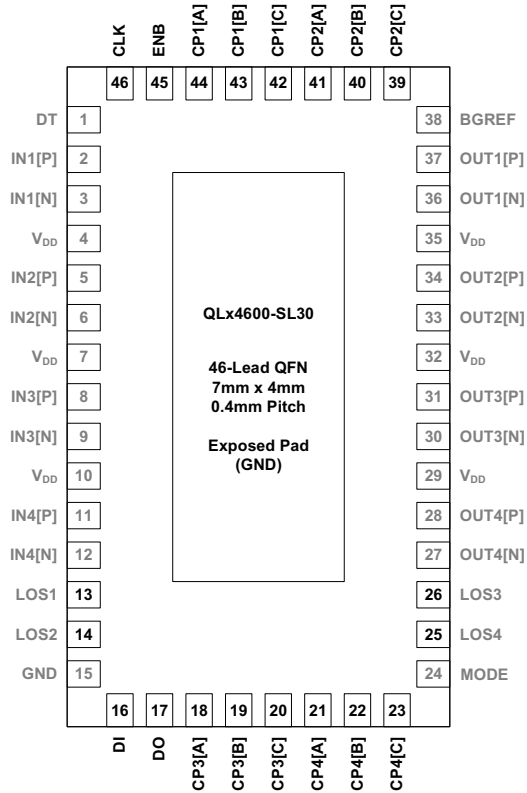 CLK
ENB
CP1[A]
CP1[B]
CP1[C]
CP2[A]
CP2[B]
CP2[C]
46 45 44 43 42 41 40 39
DT 1
38 BGREF
IN1[P] 2
37 OUT1[P]
IN1[N] 3
36 OUT1[N]
VDD 4
35 VDD
IN2[P] 5
34 OUT2[P]
IN2[N] 6
33 OUT2[N]
VDD 7
32 VDD
IN3[P] 8
31 OUT3[P]
IN3[N] 9
30 OUT3[N]
VDD 10
29 VDD
IN4[P] 11
28 OUT4[P]
IN4[N] 12
27 OUT4[N]
LOS1 13
26 LOS3
LOS2 14
25 LOS4
GND 15
24 MODE
QLx4600-SL30
46-Lead QFN
7mm x 4mm
0.4mm Pitch
Exposed Pad
(GND)
16 17 18 19 20 21 22 23
DI
DO
CP3[A]
CP3[B]
CP3[C]
CP4[A]
CP4[B]
CP4[C]